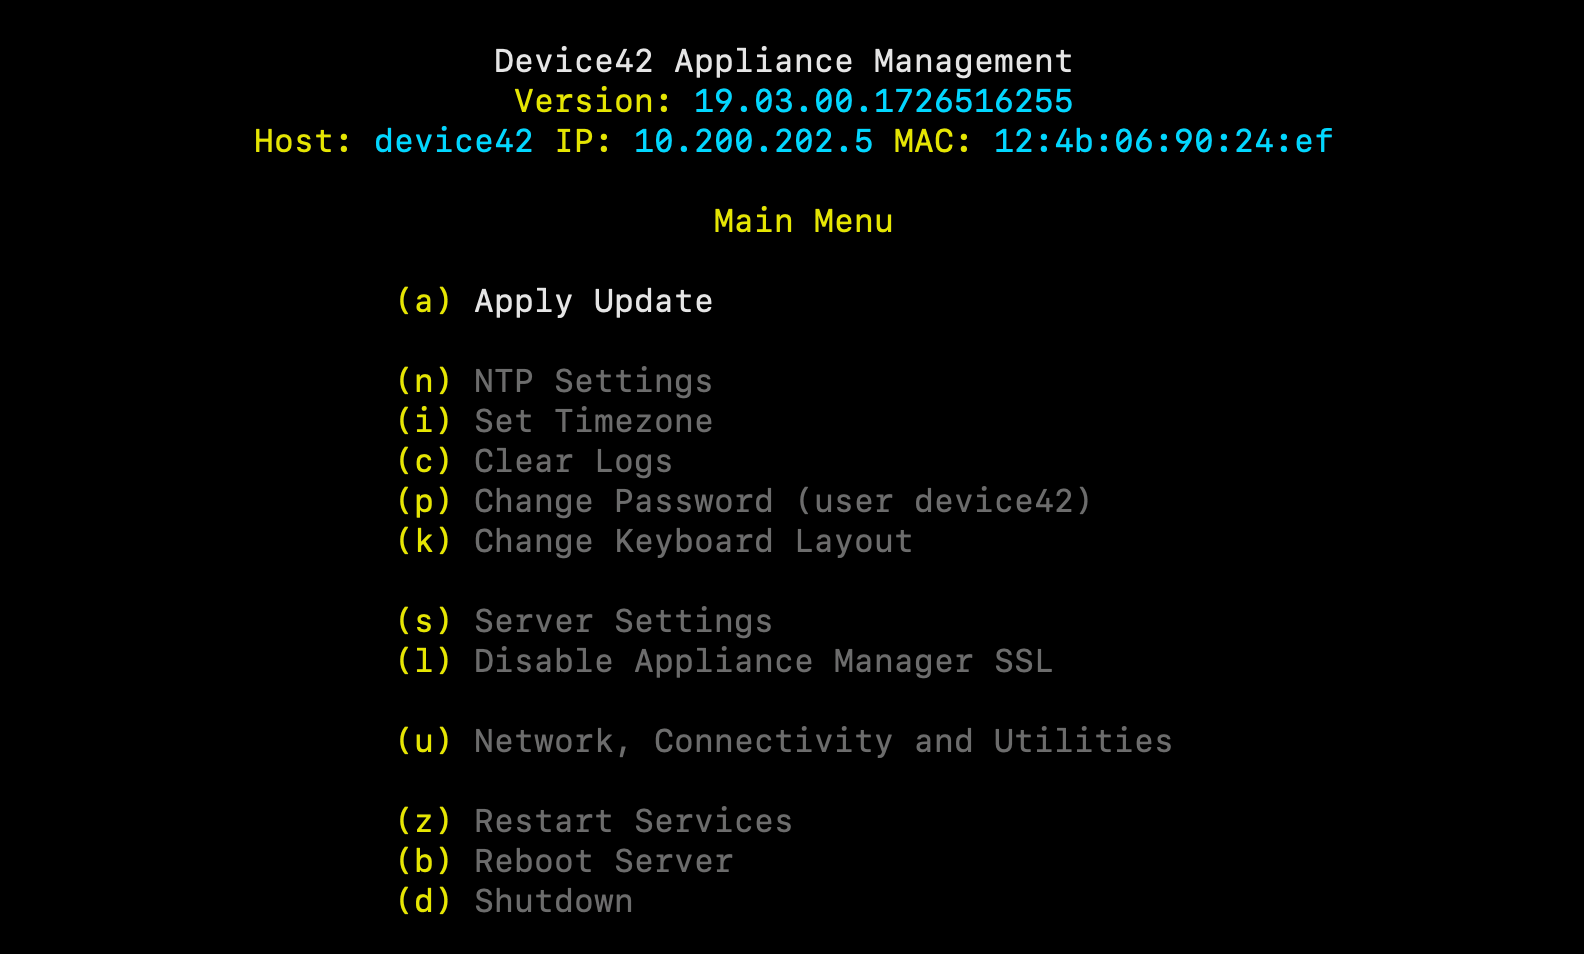 Device42 Appliance Management
Version: 19.03.00.1726516255
Host: device42 IP: 10.200.202.5 MAC: 12:4b:06:90:24:ef
Main Menu
(a) Apply Update
(n) NTP Settings
(i) Set Timezone
(c) Clear Logs
(p) Change Password (user device42)
(k) Change Keyboard Layout
(s) Server Settings
(l) Disable Appliance Manager SSL
(u) Network, Connectivity and Utilities
(z) Restart Services
(b) Reboot Server
(d) Shutdown